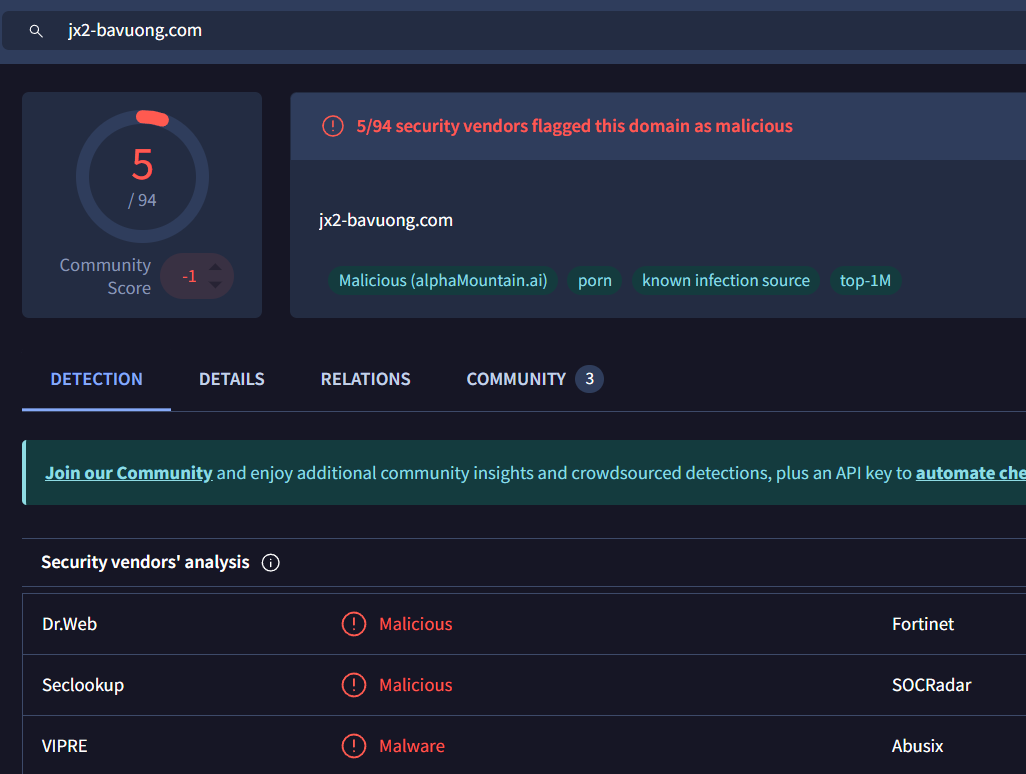 jx2-bavuong.com
5
/ 94
Community
Score
-1
5/94 security vendors flagged this domain as malicious
jx2-bavuong.com
Malicious (alphaMountain.ai) porn known infection source top-1M
DETECTION DETAILS RELATIONS COMMUNITY 3
Join our Community and enjoy additional community insights and crowdsourced detections, plus an API key to automate che
Security vendors' analysis
Dr.Web Malicious Fortinet
Seclookup Malicious SOCRadar
VIPRE Malware Abusix